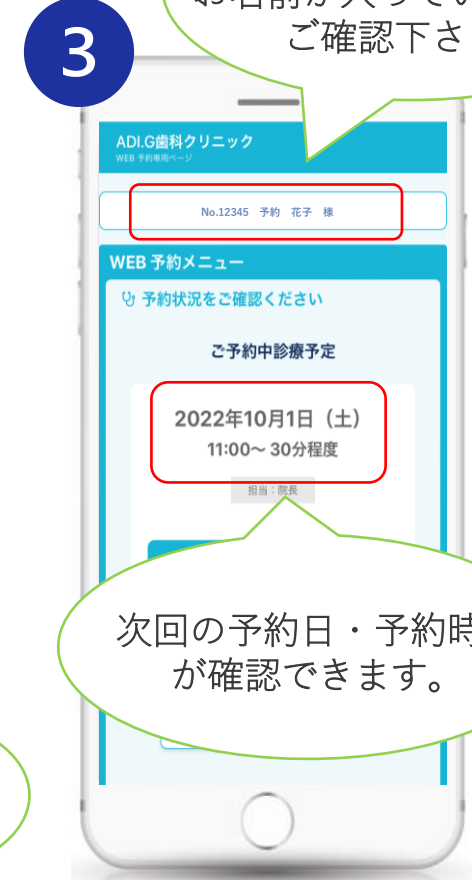 3
お名前が入ってい
ご確認下さ
ADI.G歯科クリニック
WEB 予約専用ページ
No.12345 予約 花子 様
WEB 予約メニュー
予約状況をご確認ください
ご予約中診療予定
2022年10月1日（土）
11:00～ 30分程度
担当：院長
次回の予約日・予約時
が確認できます。